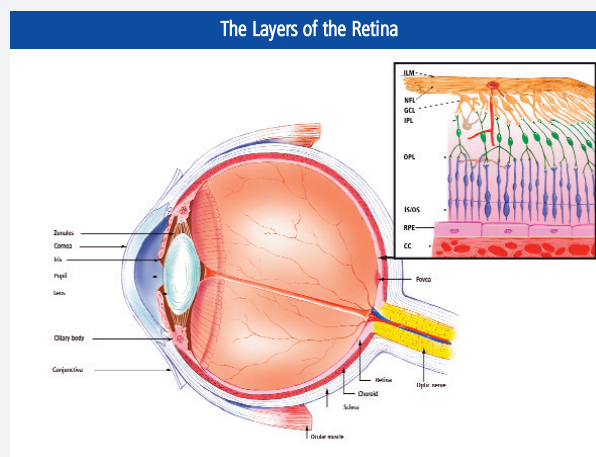 The Layers of the Retina
ILM
NFL
GCL
IPL
OPL
IS/OS
RPE
CC
Zonules
Cornea
Iris
Pupil
Lens
Ciliary body
Conjunctiva
Fovea
Optic nerve
Retina
Choroid
Sclera
Ocular muscle